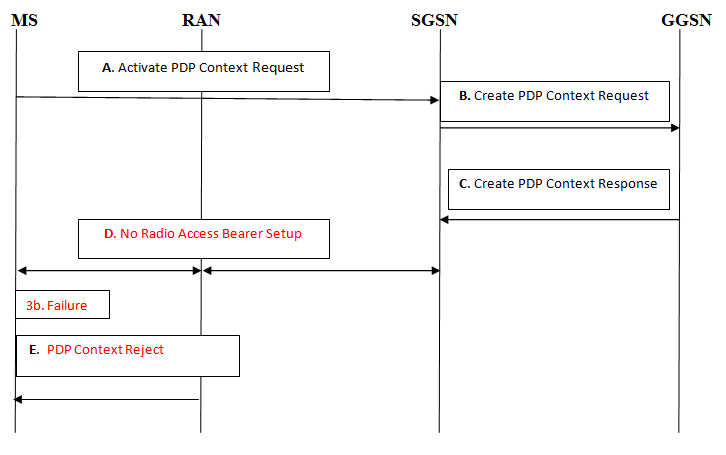 MS RAN SGSN GGSN
A. Activate PDP Context Request
B. Create PDP Context Request
C. Create PDP Context Response
D. No Radio Access Bearer Setup
3b. Failure
E. PDP Context Reject